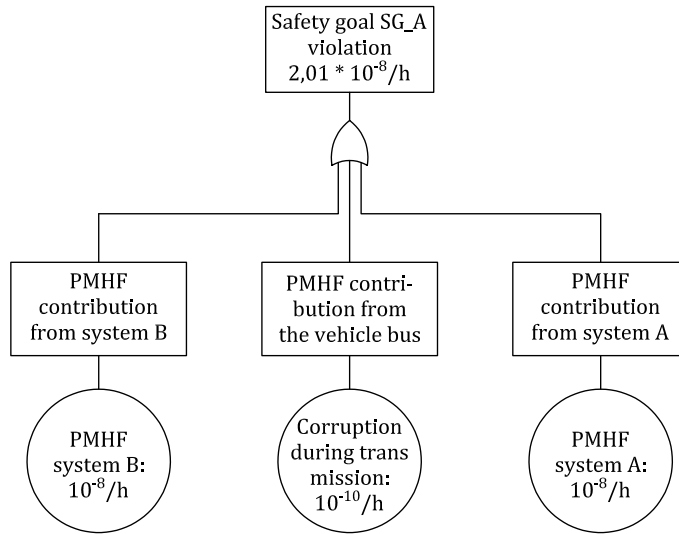 Safety goal SG_A
violation
2,01 * 10⁻⁸/h
PMHF
contribution
from system B
PMHF contri-
bution from
the vehicle bus
PMHF
contribution
from system A
PMHF
system B:
10⁻⁸/h
Corruption
during trans
mission:
10⁻¹⁰/h
PMHF
system A:
10⁻⁸/h